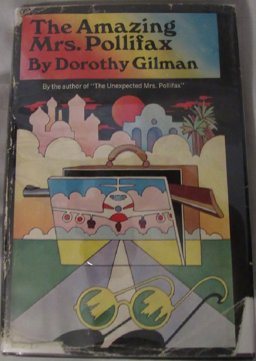 The Amazing
Mrs. Pollifax
By Dorothy Gilman
By the author of "The Unexpected Mrs. Pollifax"